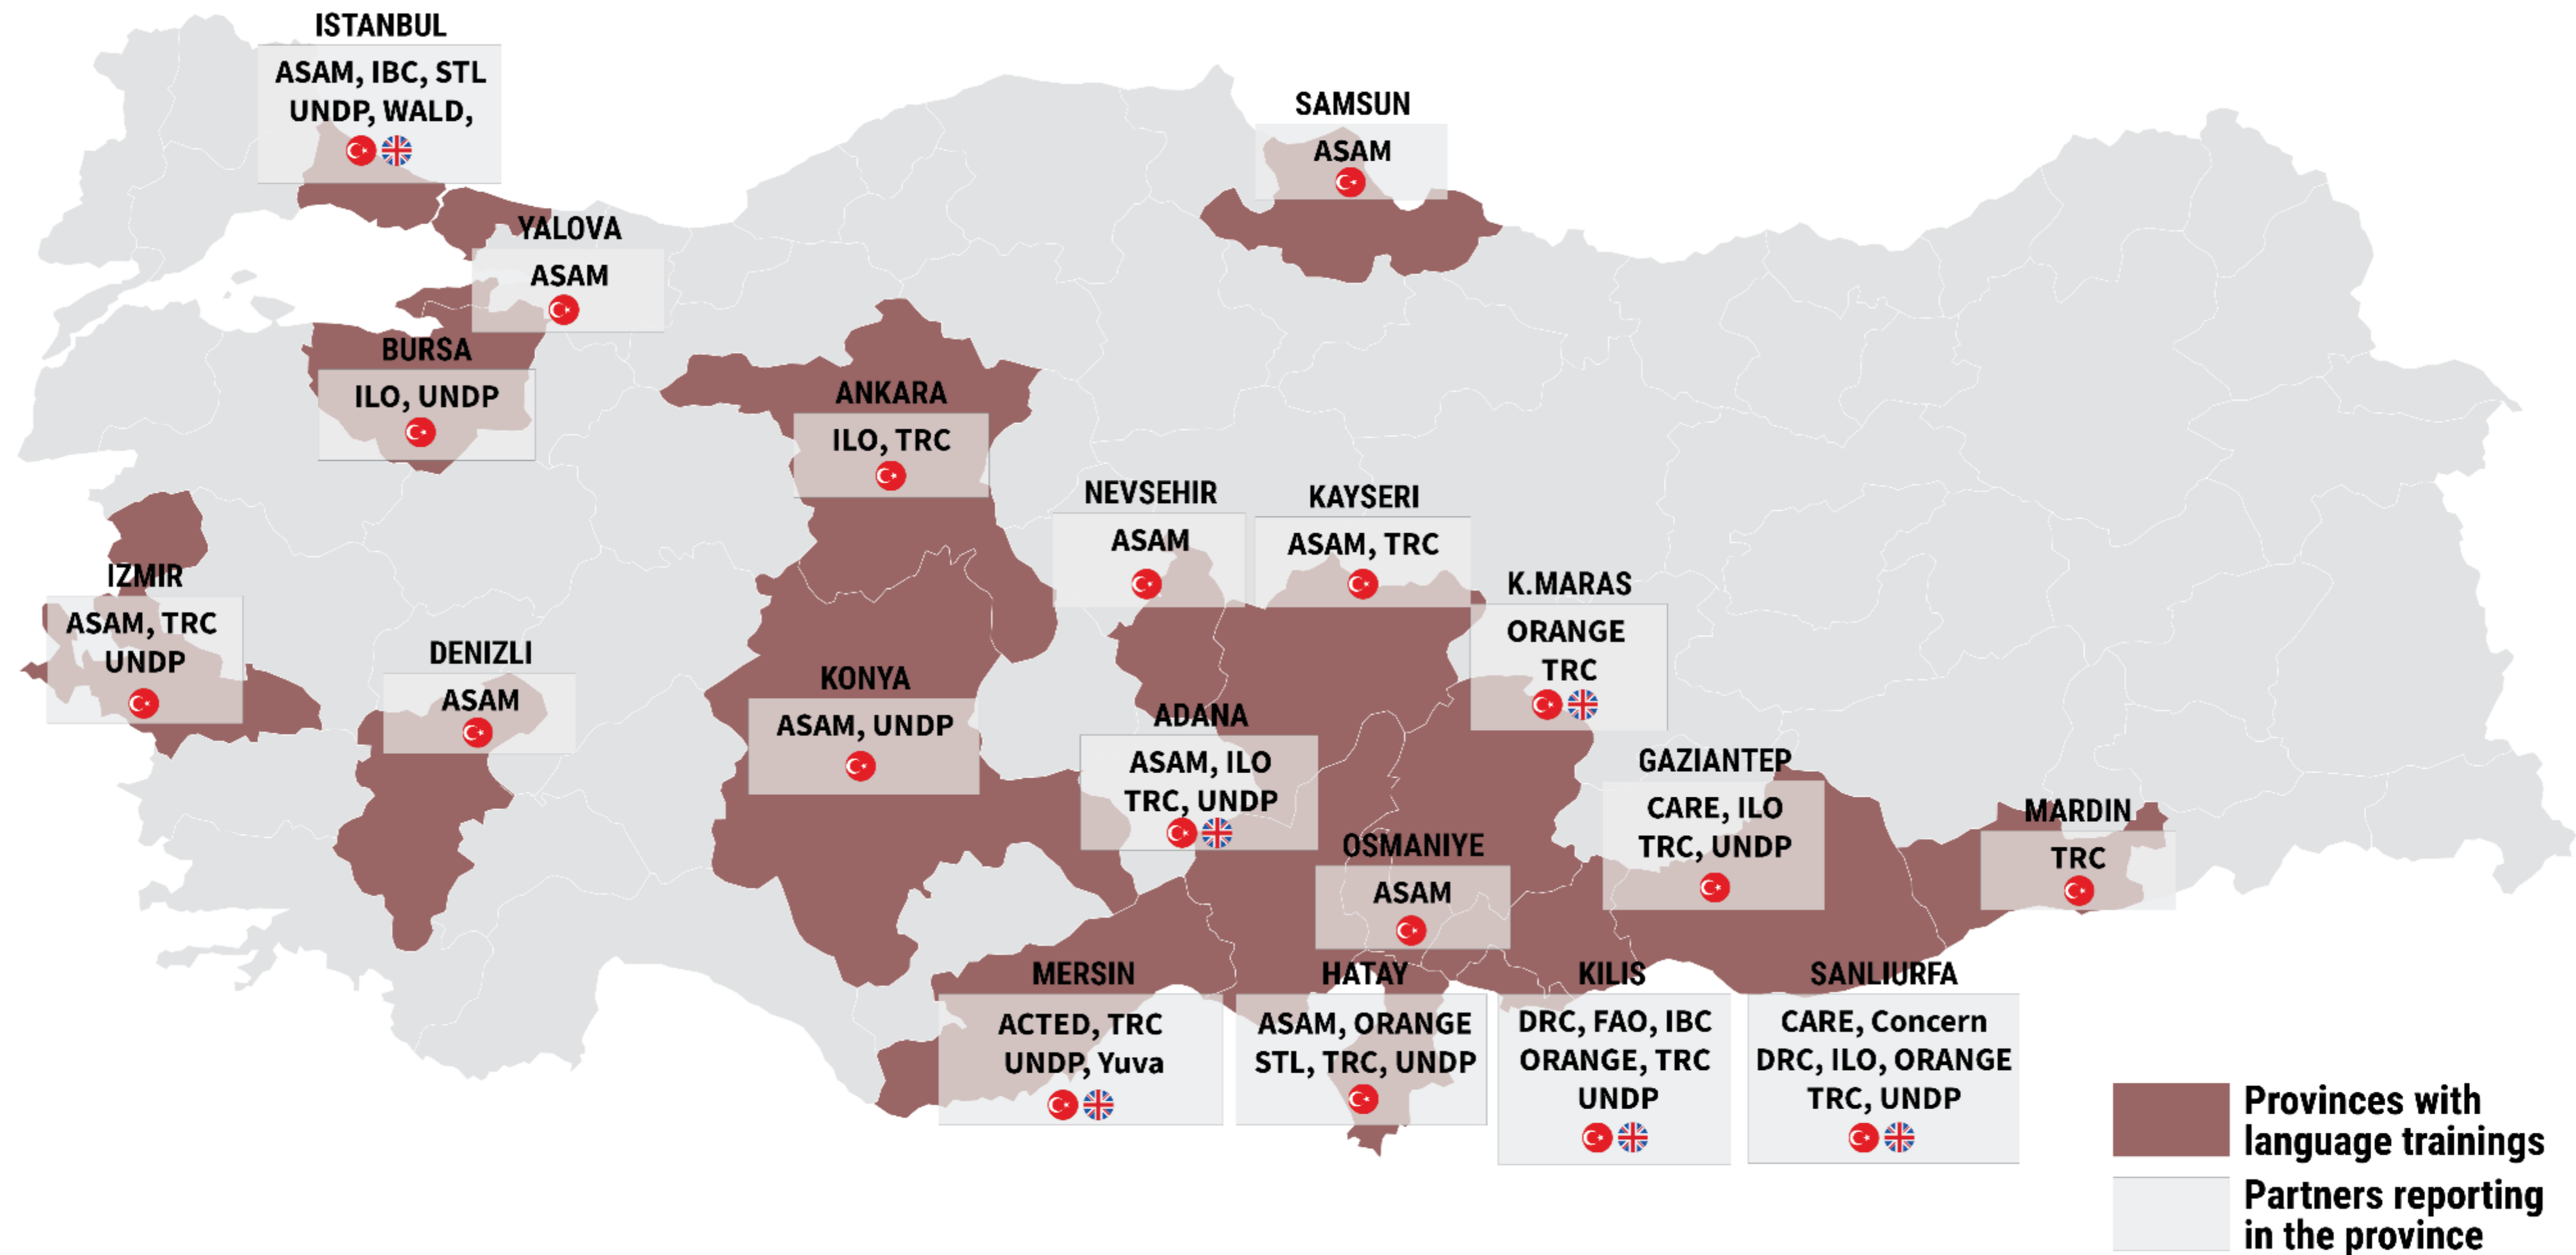 ISTANBUL
ASAM, IBC, STL
UNDP, WALD,
SAMSUN
ASAM
YALOVA
ASAM
BURSA
ILO, UNDP
ANKARA
ILO, TRC
NEVSEHIR
ASAM
KAYSERI
ASAM, TRC
IZMIR
ASAM, TRC
UNDP
K.MARAS
ORANGE
TRC
DENIZLI
ASAM
KONYA
ASAM, UNDP
ADANA
ASAM, ILO
TRC, UNDP
GAZIANTEP
CARE, ILO
TRC, UNDP
MARDIN
TRC
OSMANIYE
ASAM
MERSIN
ACTED, TRC
UNDP, Yuva
HATAY
ASAM, ORANGE
STL, TRC, UNDP
KILIS
DRC, FAO, IBC
ORANGE, TRC
UNDP
SANLIURFA
CARE, Concern
DRC, ILO, ORANGE
TRC, UNDP
Provinces with
language trainings
Partners reporting
in the province